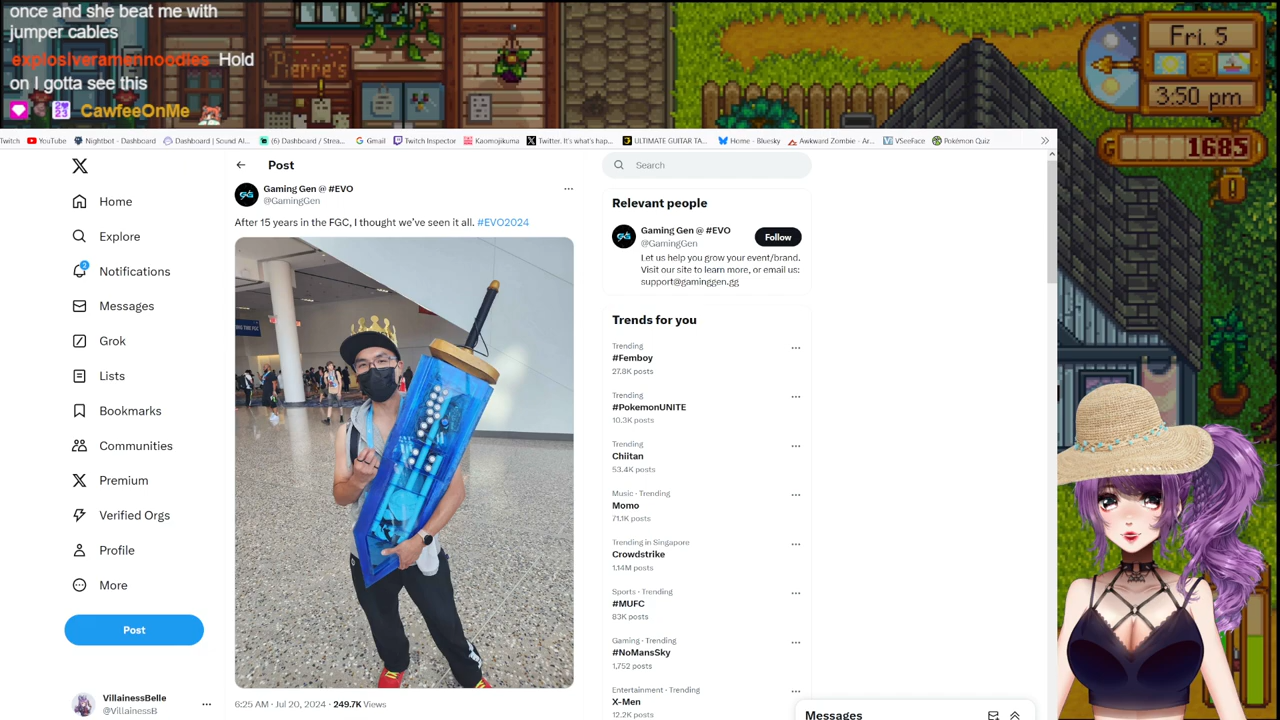 once and she beat me with
jumper cables
explosiveramennoodles Hold
on I gotta see this
CawfeeOnMe
Pierre's
Fri. 5
3:50 pm
1685
Twitch
YouTube
Nightbot - Dashboard
Dashboard | Sound Al...
(6) Dashboard / Strea...
Gmail
Twitch Inspector
Kaomojikuma
Twitter. It's what's hap...
ULTIMATE GUITAR TA...
Home - Bluesky
Awkward Zombie - Ar...
VSeeFace
Pokémon Quiz
Home
Explore
2
Notifications
Messages
Grok
Lists
Bookmarks
Communities
Premium
Verified Orgs
Profile
More
Post
VillainessBelle
@VillainessB
Post
Gaming Gen @ #EVO
@GamingGen
After 15 years in the FGC, I thought we've seen it all. #EVO2024
6:25 AM · Jul 20, 2024 · 249.7K Views
Search
Relevant people
Gaming Gen @ #EVO
@GamingGen
Follow
Let us help you grow your event/brand.
Visit our site to learn more, or email us:
support@gaminggen.gg
Trends for you
Trending
#Femboy
27.8K posts
Trending
#PokemonUNITE
10.3K posts
Trending
Chiitan
53.4K posts
Music · Trending
Momo
71.1K posts
Trending in Singapore
Crowdstrike
1.14M posts
Sports · Trending
#MUFC
83K posts
Gaming · Trending
#NoMansSky
1,752 posts
Entertainment · Trending
X-Men
12.2K posts
Messages